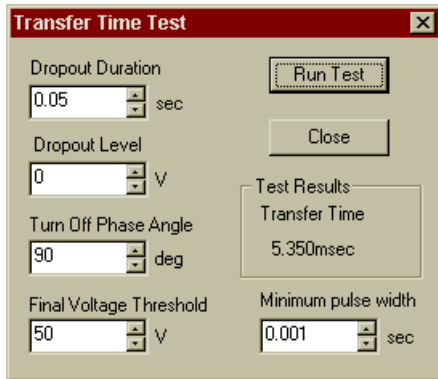 Transfer Time Test
Dropout Duration
0.05 sec
Run Test
Dropout Level
0 V
Close
Turn Off Phase Angle
90 deg
Test Results
Transfer Time
5.350msec
Final Voltage Threshold
50 V
Minimum pulse width
0.001 sec